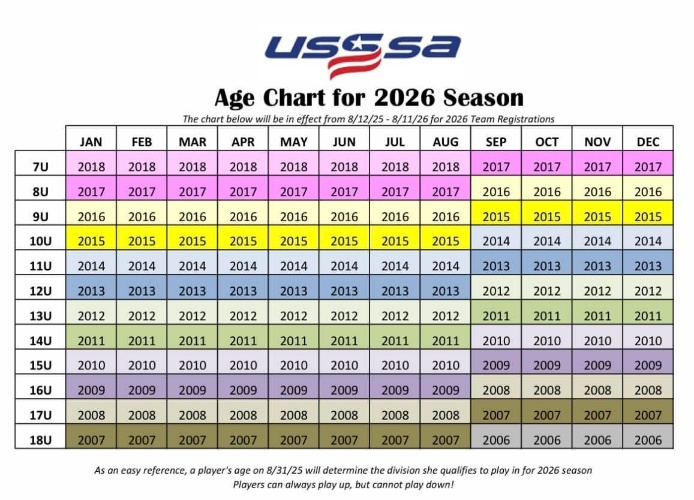 usssa
Age Chart for 2026 Season
The chart below will be in effect from 8/12/25 - 8/11/26 for 2026 Team Registrations
JAN FEB MAR APR MAY JUN JUL AUG SEP OCT NOV DEC
7U 2018 2018 2018 2018 2018 2018 2018 2018 2017 2017 2017 2017
8U 2017 2017 2017 2017 2017 2017 2017 2017 2016 2016 2016 2016
9U 2016 2016 2016 2016 2016 2016 2016 2016 2015 2015 2015 2015
10U 2015 2015 2015 2015 2015 2015 2015 2015 2014 2014 2014 2014
11U 2014 2014 2014 2014 2014 2014 2014 2014 2013 2013 2013 2013
12U 2013 2013 2013 2013 2013 2013 2013 2013 2012 2012 2012 2012
13U 2012 2012 2012 2012 2012 2012 2012 2012 2011 2011 2011 2011
14U 2011 2011 2011 2011 2011 2011 2011 2011 2010 2010 2010 2010
15U 2010 2010 2010 2010 2010 2010 2010 2010 2009 2009 2009 2009
16U 2009 2009 2009 2009 2009 2009 2009 2009 2008 2008 2008 2008
17U 2008 2008 2008 2008 2008 2008 2008 2008 2007 2007 2007 2007
18U 2007 2007 2007 2007 2007 2007 2007 2007 2006 2006 2006 2006
As an easy reference, a player's age on 8/31/25 will determine the division she qualifies to play in for 2026 season
Players can always play up, but cannot play down!